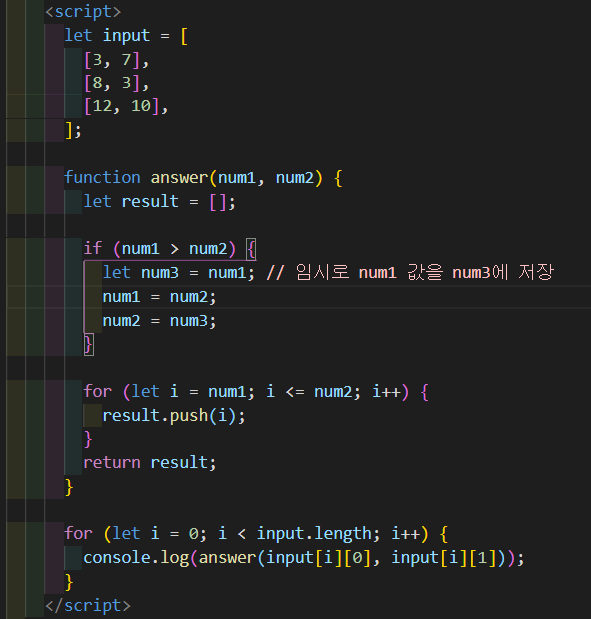 <script>
let input = [
[3, 7],
[8, 3],
[12, 10],
];
function answer(num1, num2) {
let result = [];
if (num1 > num2) {
let num3 = num1; // 임시로 num1 값을 num3에 저장
num1 = num2;
num2 = num3;
}
for (let i = num1; i <= num2; i++) {
result.push(i);
}
return result;
}
for (let i = 0; i < input.length; i++) {
console.log(answer(input[i][0], input[i][1]));
}
</script>